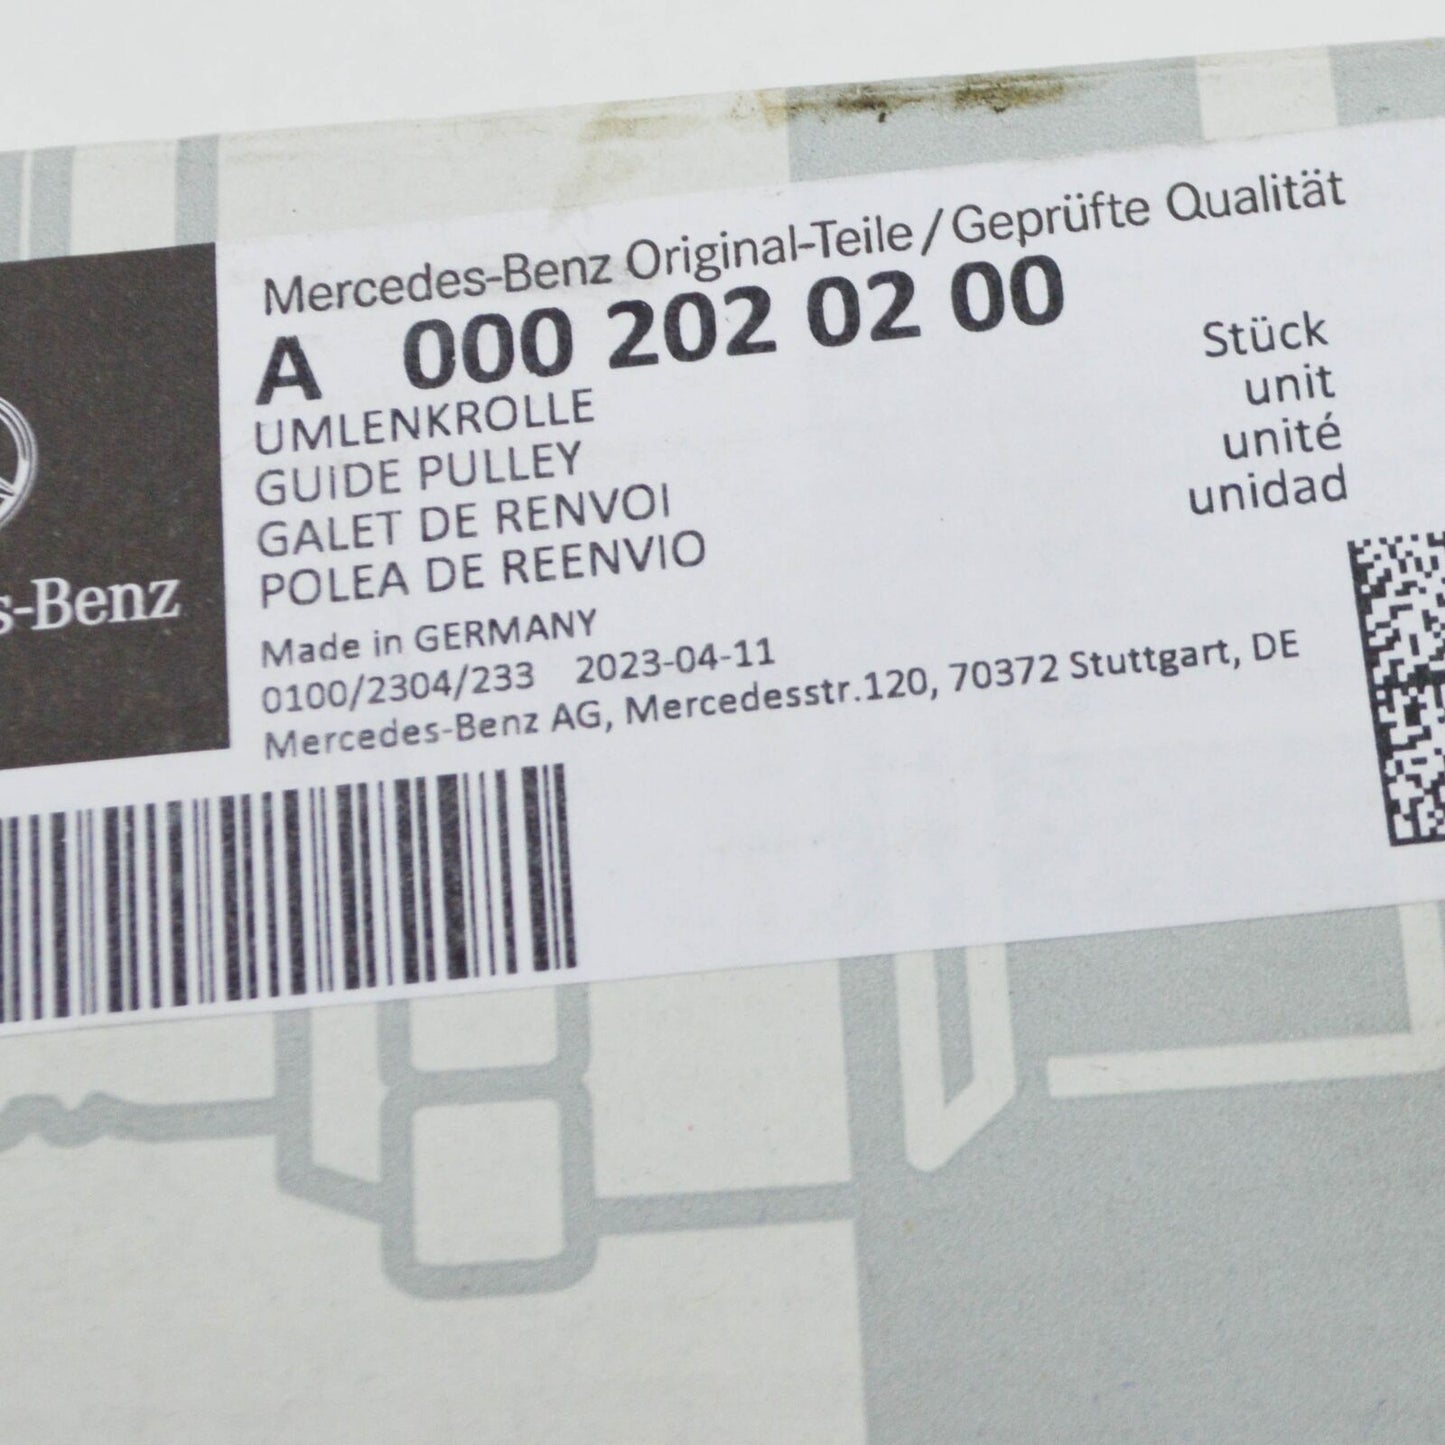 Mercedes-Benz Original-Teile/Geprüfte Qualität
A 000 202 02 00
UMLENKROLLE
GUIDE PULLEY
GALET DE RENVOI
POLEA DE REENVIO
Stück
unit
unité
unidad
Made in GERMANY
0100/2304/233 2023-04-11
Mercedes-Benz AG, Mercedesstr.120, 70372 Stuttgart, DE
s-Benz